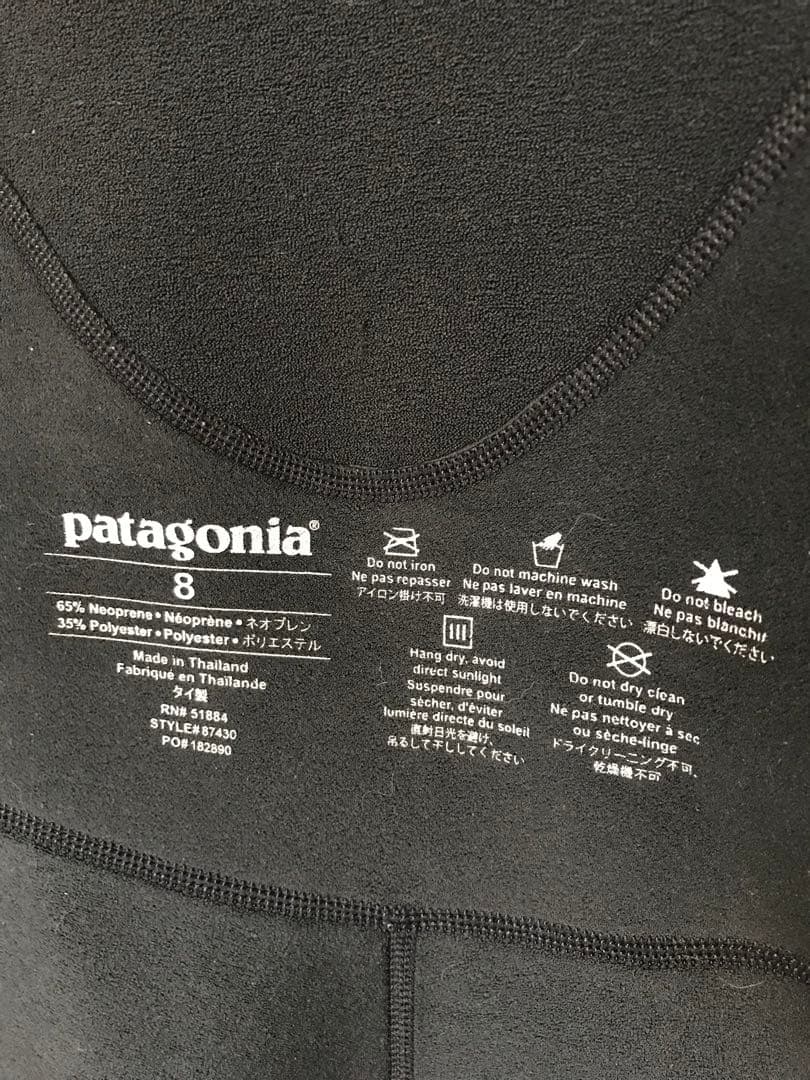 patagonia®
8
65% Neoprene • Néoprène • ネオプレン
35% Polyester • Polyester • ポリエステル
Made in Thailand
Fabriqué en Thaïlande
タイ製
RN# 51884
STYLE# 87430
PO# 182890
Do not iron
Ne pas repasser
アイロン掛け不可
Do not machine wash
Ne pas laver en machine
洗濯機は使用しないでください
Do not bleach
Ne pas blanchir
漂白しないでください
Hang dry, avoid
direct sunlight
Suspendre pour
sécher, d'éviter
lumière directe du soleil
直射日光を避け、
吊るして干ししてください
Do not dry clean
or tumble dry
Ne pas nettoyer à sec
ou sèche-linge
ドライクリーニング不可、
乾燥機不可